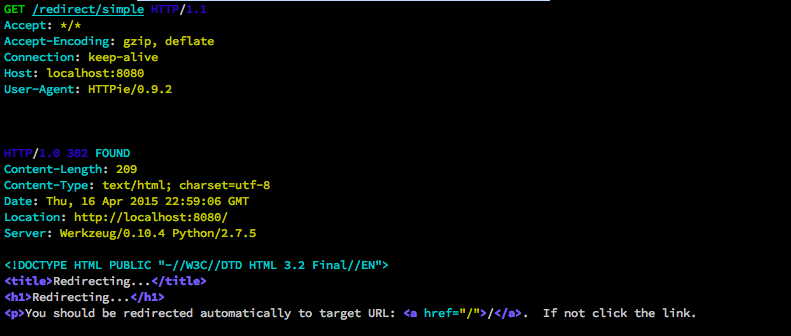 GET /redirect/simple HTTP/1.1
Accept: */*
Accept-Encoding: gzip, deflate
Connection: keep-alive
Host: localhost:8080
User-Agent: HTTPie/0.9.2
HTTP/1.0 302 FOUND
Content-Length: 209
Content-Type: text/html; charset=utf-8
Date: Thu, 16 Apr 2015 22:59:06 GMT
Location: http://localhost:8080/
Server: Werkzeug/0.10.4 Python/2.7.5
<!DOCTYPE HTML PUBLIC "-//W3C//DTD HTML 3.2 Final//EN">
<title>Redirecting...</title>
<h1>Redirecting...</h1>
<p>You should be redirected automatically to target URL: <a href="/">/</a>.  If not click the link.